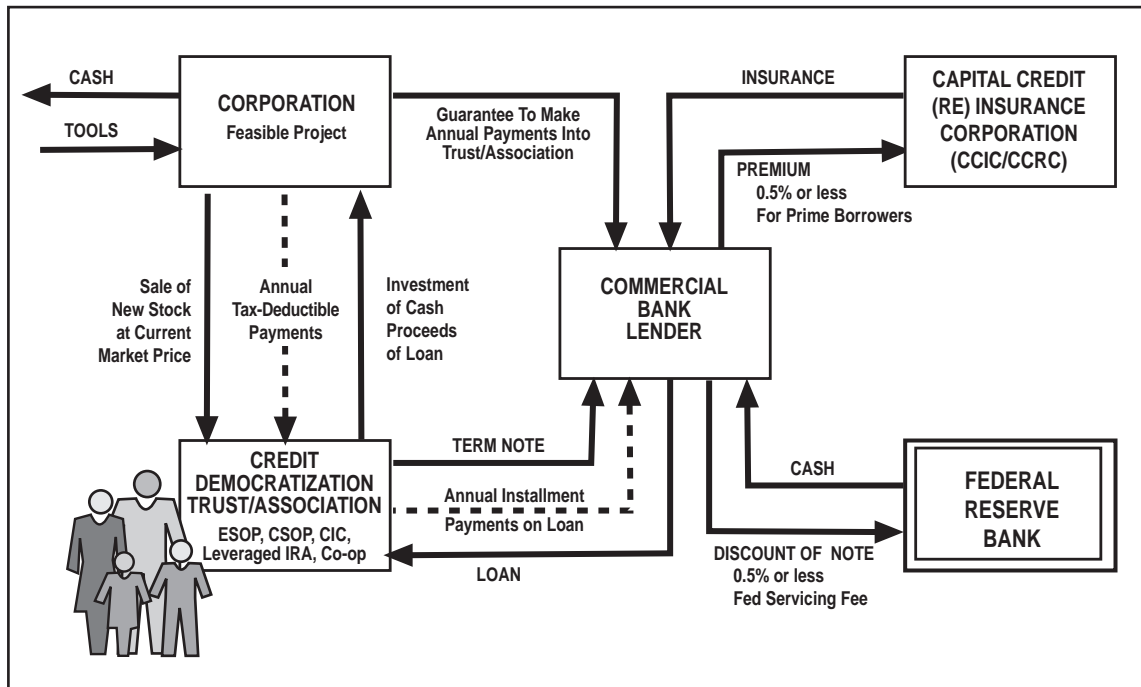 CASH
TOOLS
CORPORATION
Feasible Project
Guarantee To Make
Annual Payments Into
Trust/Association
INSURANCE
CAPITAL CREDIT
(RE) INSURANCE
CORPORATION
(CCIC/CCRC)
PREMIUM
0.5% or less
For Prime Borrowers
Sale of
New Stock
at Current
Market Price
Annual
Tax-Deductible
Payments
Investment
of Cash
Proceeds
of Loan
COMMERCIAL
BANK
LENDER
CREDIT
DEMOCRATIZATION
TRUST/ASSOCIATION
ESOP, CSOP, CIC,
Leveraged IRA, Co-op
TERM NOTE
Annual Installment
Payments on Loan
LOAN
CASH
FEDERAL
RESERVE
BANK
DISCOUNT OF NOTE
0.5% or less
Fed Servicing Fee